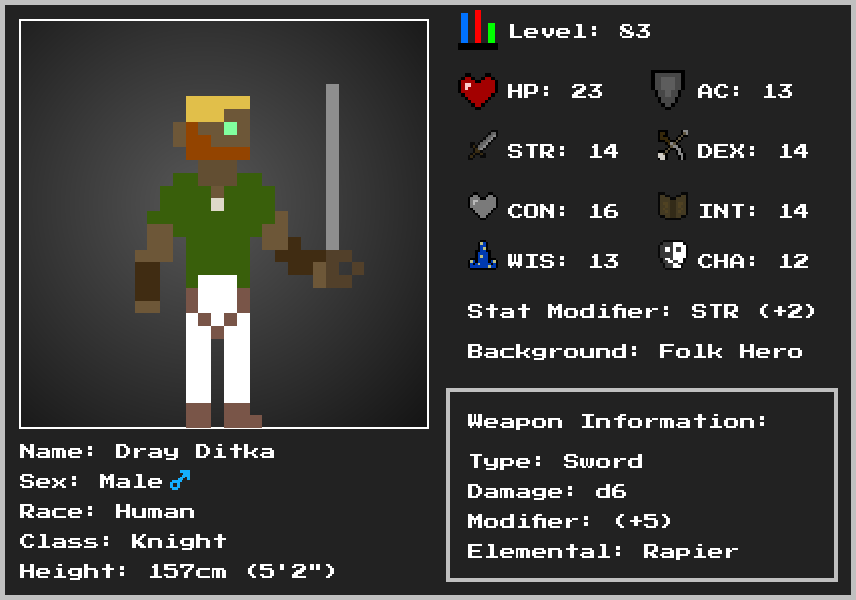 Level: 83
HP: 23 AC: 13
STR: 14 DEX: 14
CON: 16 INT: 14
WIS: 13 CHA: 12
Stat Modifier: STR (+2)
Background: Folk Hero
Name: Dray Ditka
Sex: Male ♂
Race: Human
Class: Knight
Height: 157cm (5'2")
Weapon Information:
Type: Sword
Damage: d6
Modifier: (+5)
Elemental: Rapier